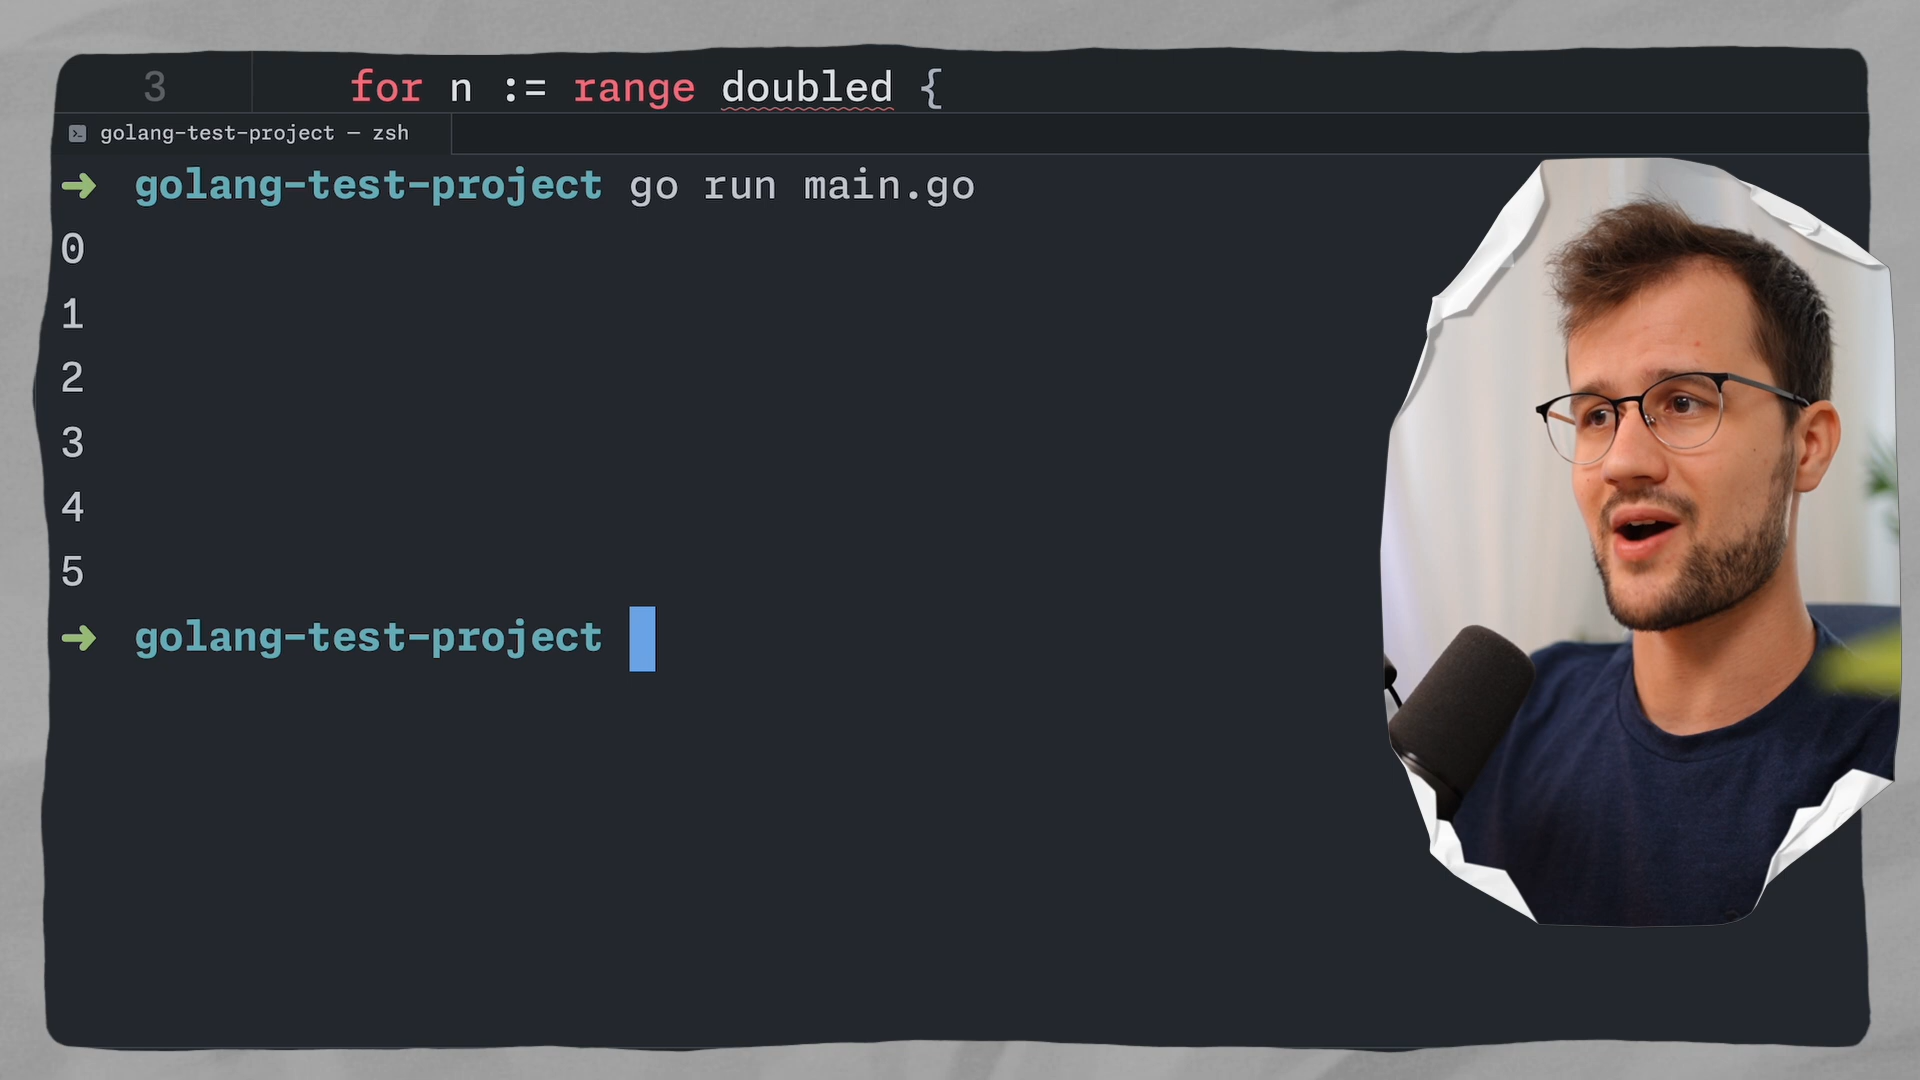 3 for n := range doubled {
golang-test-project — zsh
➜ golang-test-project go run main.go
0
1
2
3
4
5
➜ golang-test-project